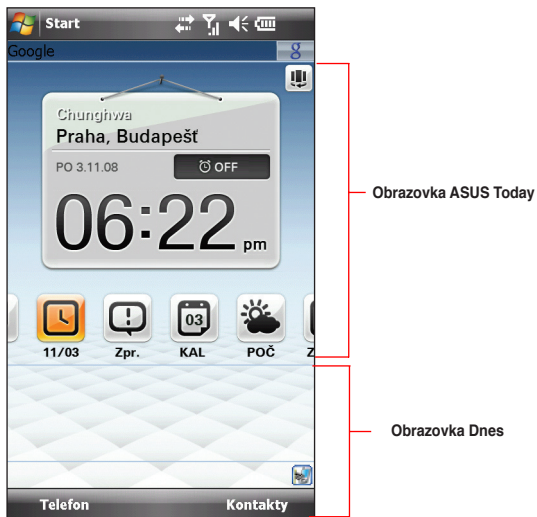 Start
Google g
Chunghwa
Praha, Budapešť
PO 3.11.08 OFF
06:22 pm
03
11/03 Zpr. KAL POČ Z
Telefon Kontakty
Obrazovka ASUS Today
Obrazovka Dnes